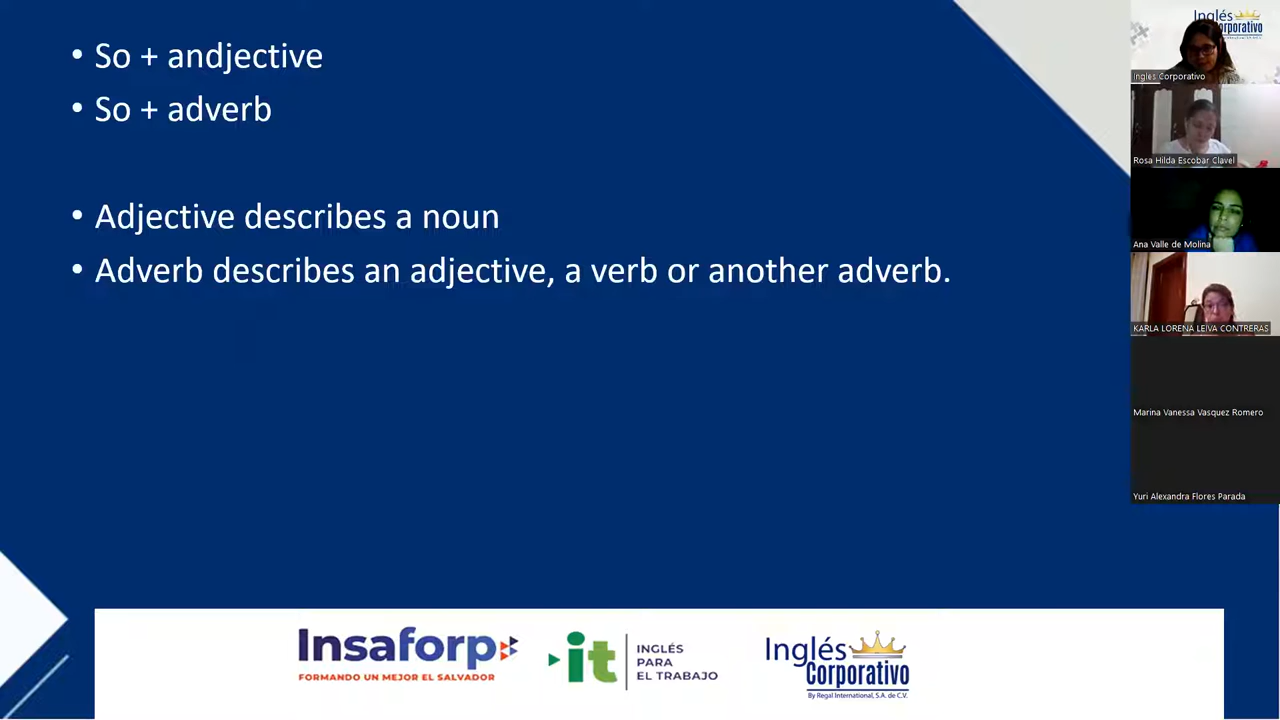 • So + andjective
• So + adverb
• Adjective describes a noun
• Adverb describes an adjective, a verb or another adverb.
Inglés
Corporativo
Ingles Corporativo
Rosa Hilda Escobar Clavel
Ana Valle de Molina
KARLA LORENA LEIVA CONTRERAS
Marina Vanessa Vasquez Romero
Yuri Alexandra Flores Parada
Insaforp
FORMANDO UN MEJOR EL SALVADOR
it
INGLÉS
PARA
EL TRABAJO
Inglés
Corporativo
By Regal International, S.A. de C.V.